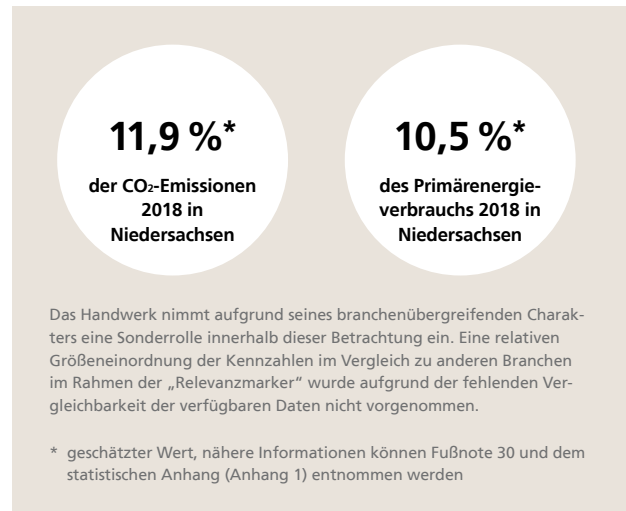 11,9 %*
der CO₂-Emissionen
2018 in
Niedersachsen
10,5 %*
des Primärenergie-
verbrauchs 2018 in
Niedersachsen
Das Handwerk nimmt aufgrund seines branchenübergreifenden Charak-
ters eine Sonderrolle innerhalb dieser Betrachtung ein. Eine relativen
Größeneinordnung der Kennzahlen im Vergleich zu anderen Branchen
im Rahmen der „Relevanzmarker“ wurde aufgrund der fehlenden Ver-
gleichbarkeit der verfügbaren Daten nicht vorgenommen.
* geschätzter Wert, nähere Informationen können Fußnote 30 und dem
statistischen Anhang (Anhang 1) entnommen werden